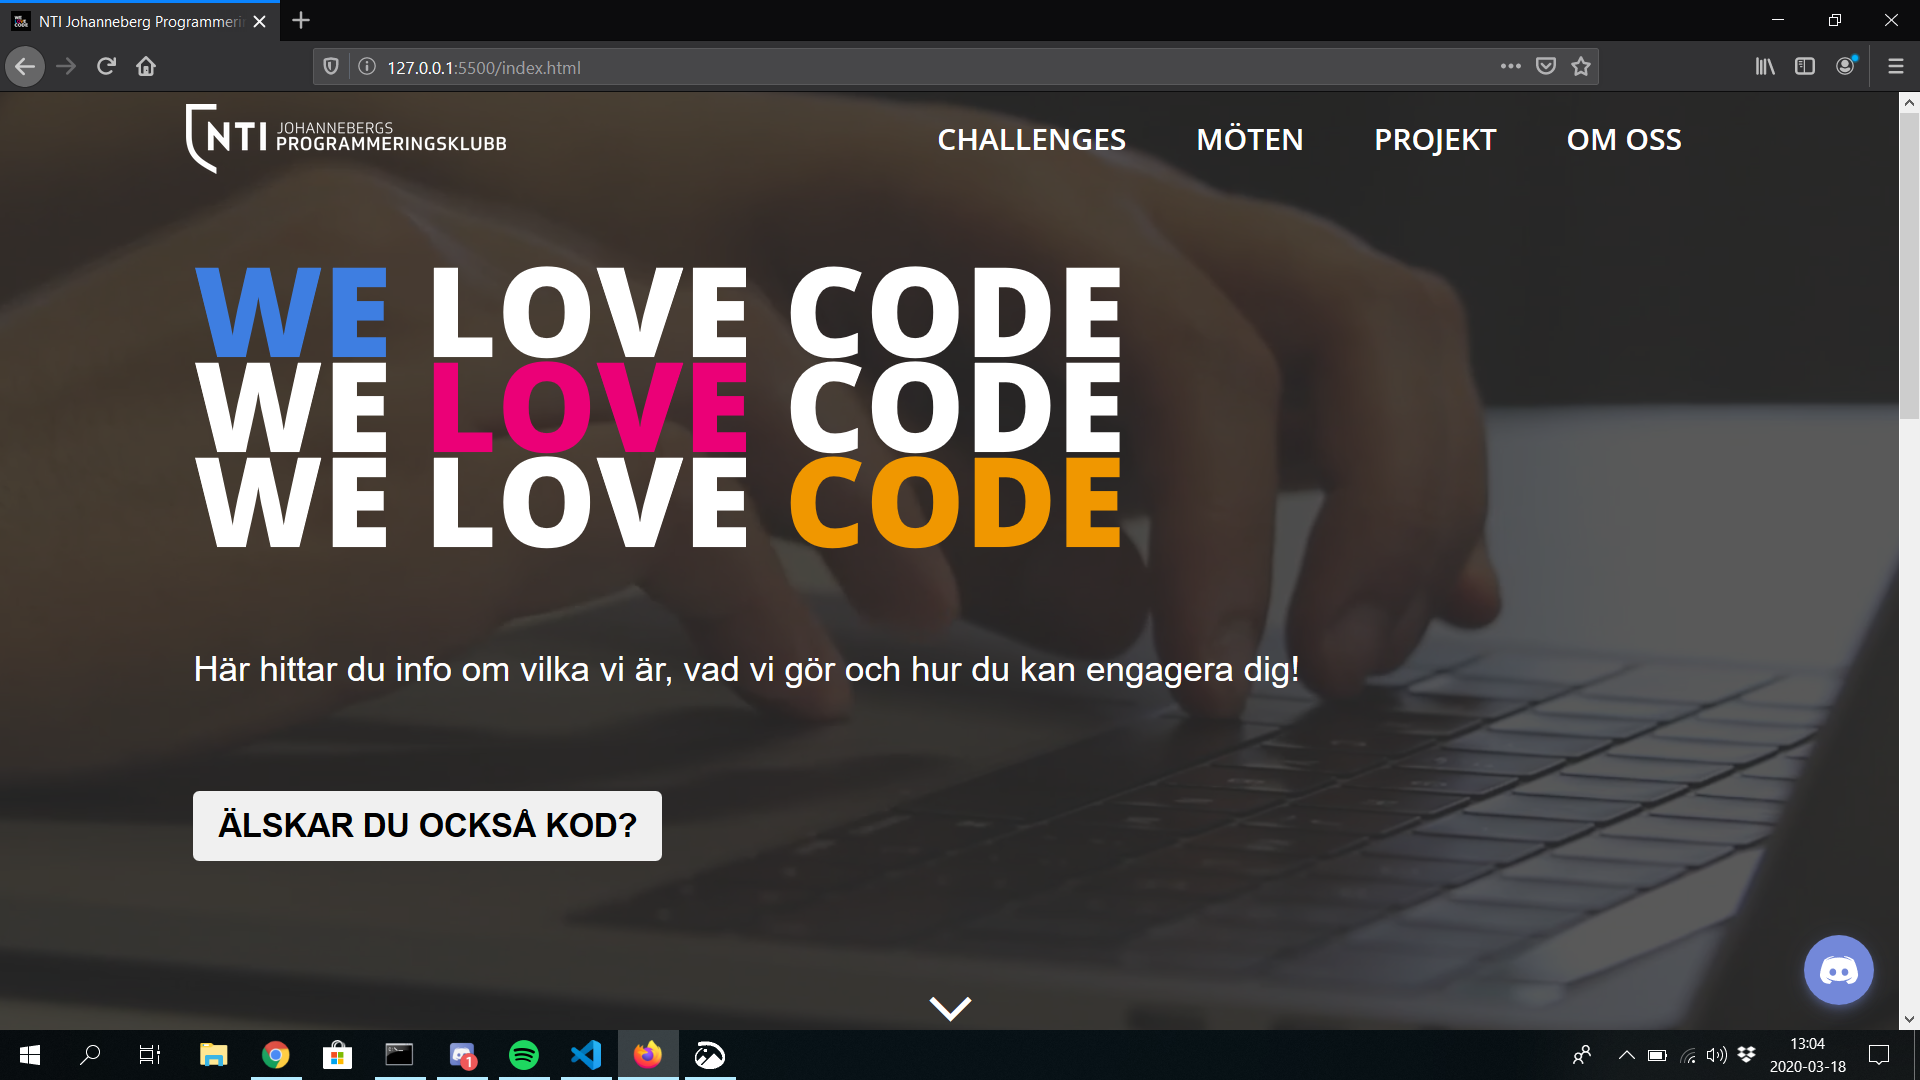 NTI Johanneberg Programmerin
127.0.0.1:5500/index.html
NTI JOHANNEBERGS
PROGRAMMERINGSKLUBB
CHALLENGES MÖTEN PROJEKT OM OSS
WE LOVE CODE
WE LOVE CODE
WE LOVE CODE
Här hittar du info om vilka vi är, vad vi gör och hur du kan engagera dig!
ÄLSKAR DU OCKSÅ KOD?
1
13:04
2020-03-18